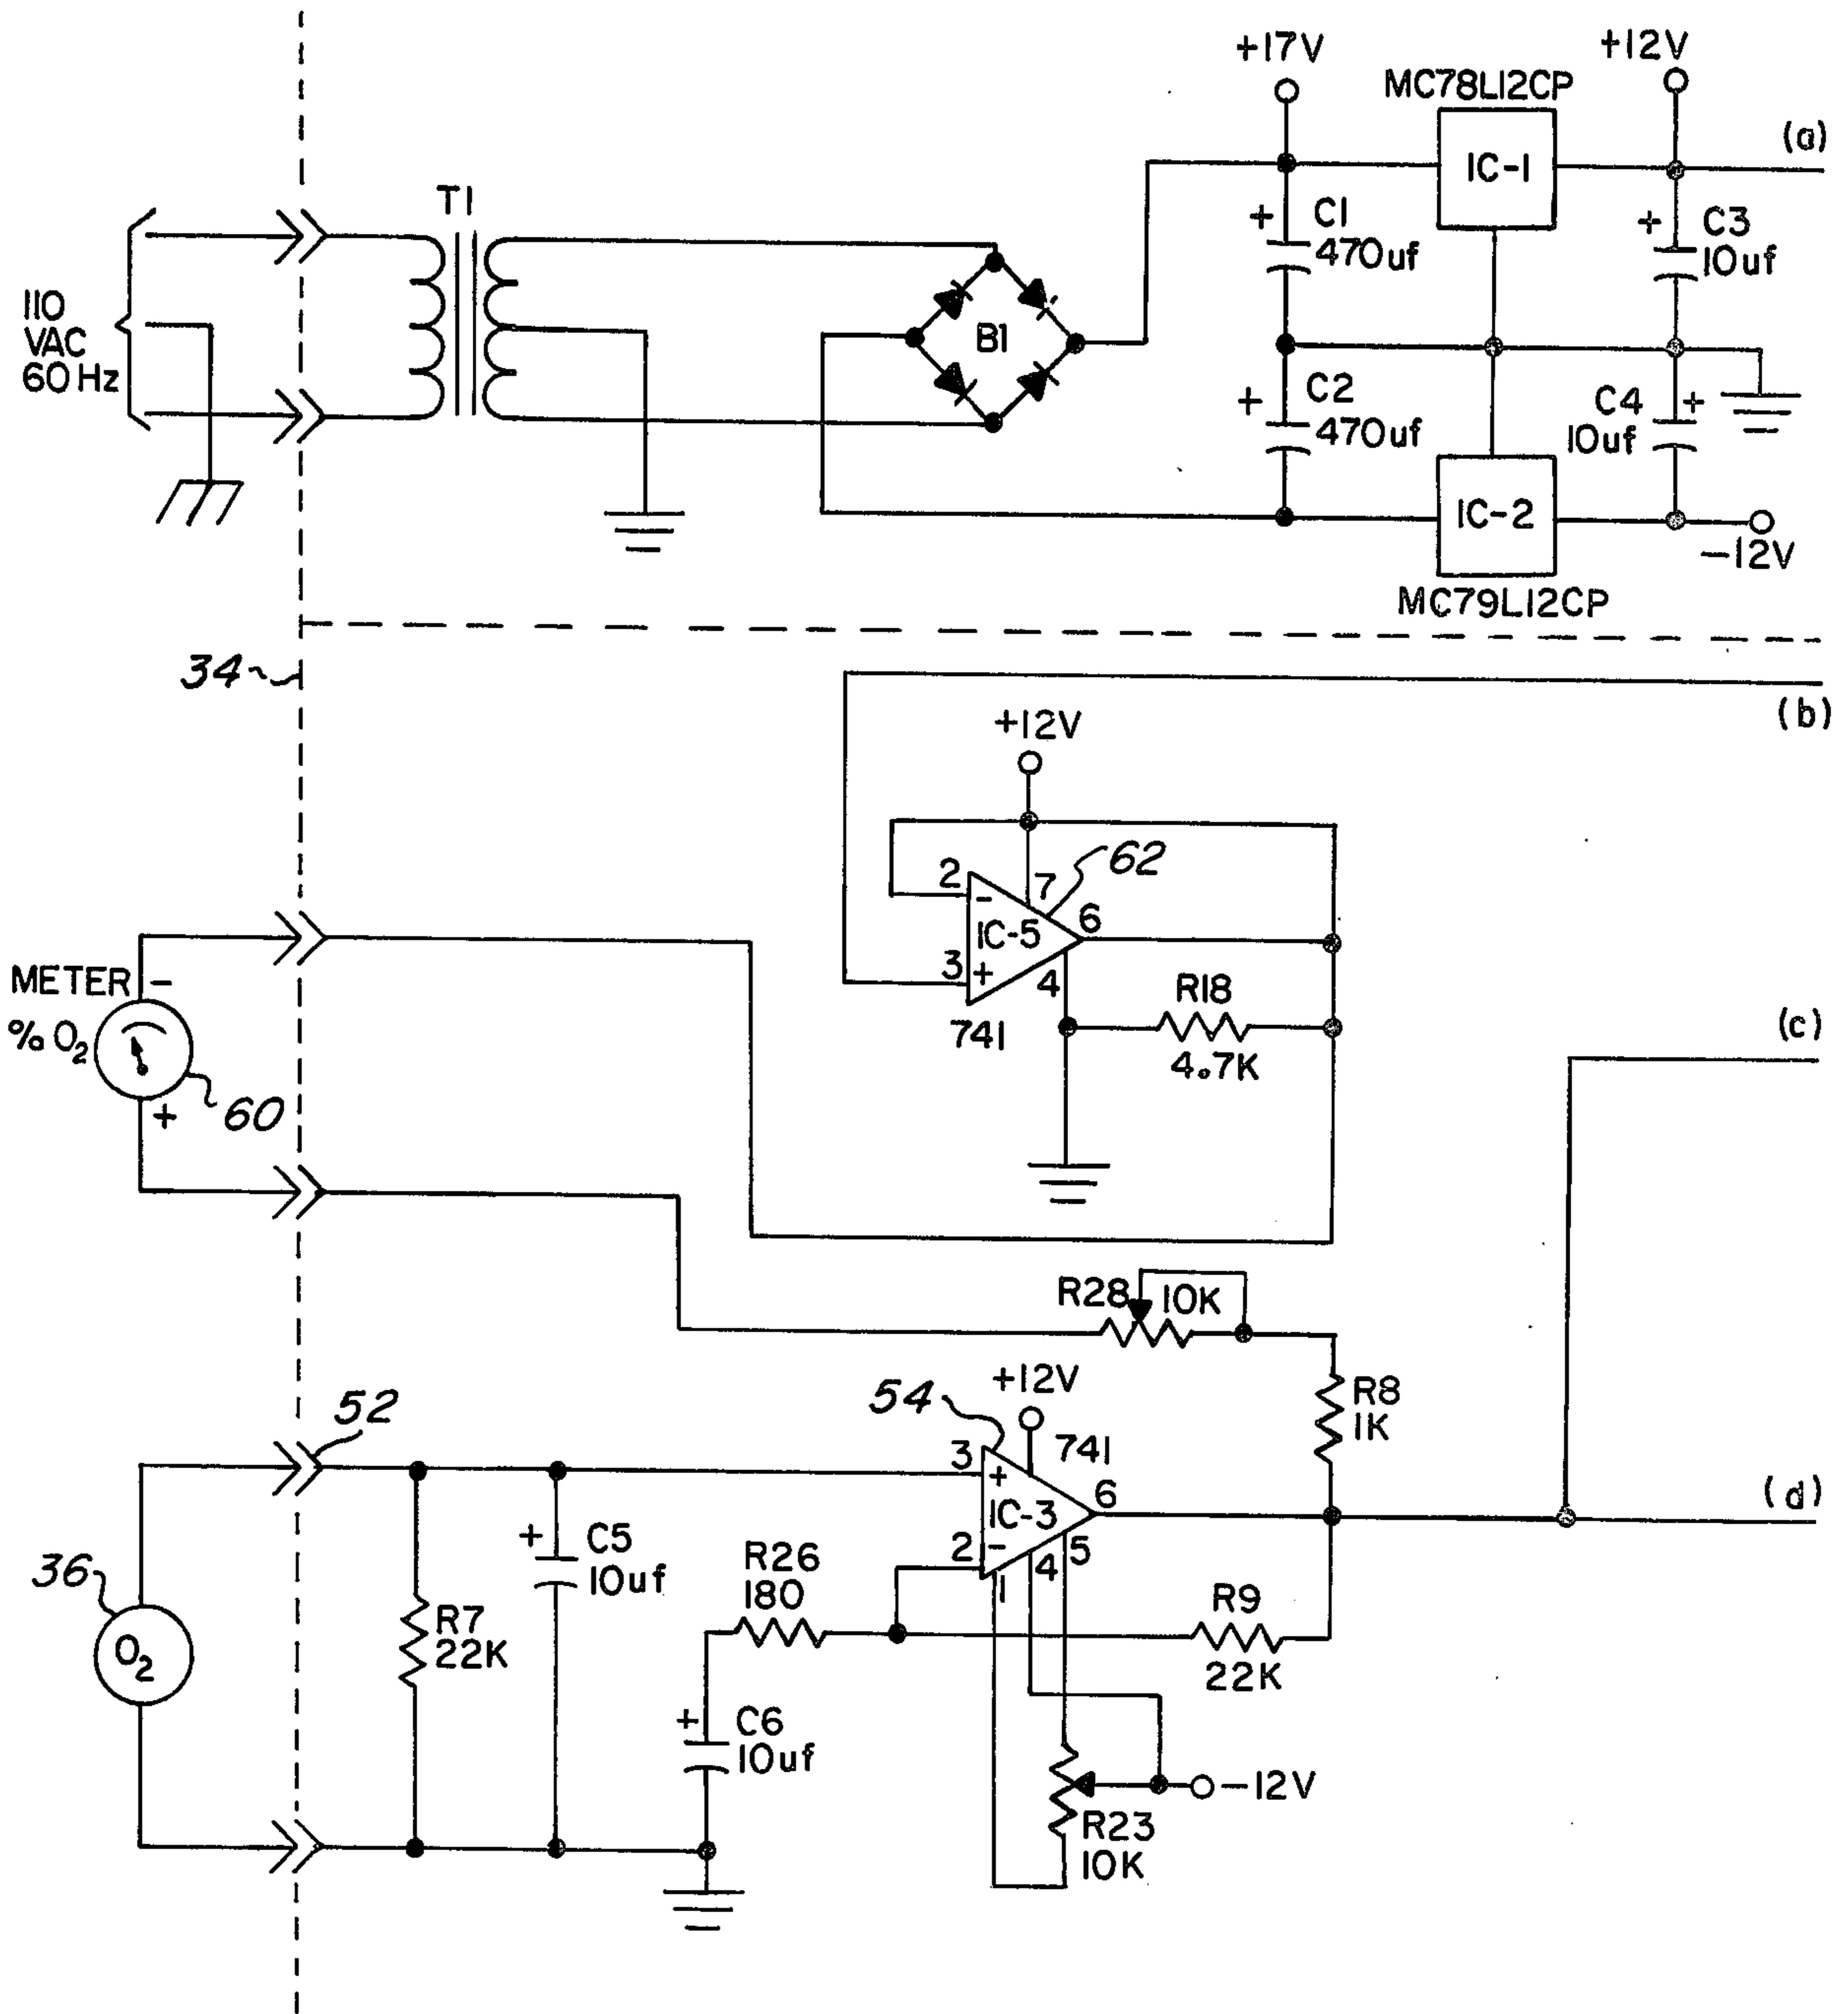 +17V
+12V
MC78L12CP
(a)
IC-1
T1
+ C1
470uf
+ C3
10uf
110
VAC
60Hz
B1
+ C2
470uf
C4 +
10uf
IC-2
-12V
MC79L12CP
34
(b)
+12V
62
2
7
-
6
IC-5
3
+
4
741
R18
4.7K
(c)
METER -
% O2
+
60
R28
10K
+12V
54
741
R8
1K
52
3
+
IC-3
6
(d)
2
-
1
4
5
+ C5
10uf
R26
180
R9
22K
36
O2
R7
22K
+ C6
10uf
-12V
R23
10K